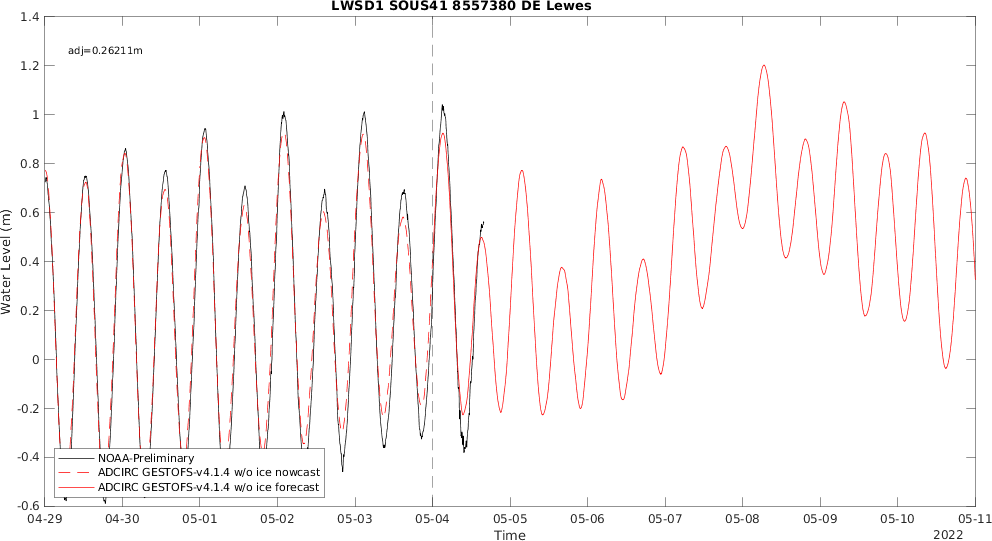 LWSD1 SOUS41 8557380 DE Lewes
1.4
adj=0.26211m
1.2
1
0.8
0.6
0.4
0.2
0
-0.2
-0.4
-0.6
Water Level (m)
NOAA-Preliminary
ADCIRC GESTOFS-v4.1.4 w/o ice nowcast
ADCIRC GESTOFS-v4.1.4 w/o ice forecast
04-29 04-30 05-01 05-02 05-03 05-04 05-05 05-06 05-07 05-08 05-09 05-10 05-11
Time
2022